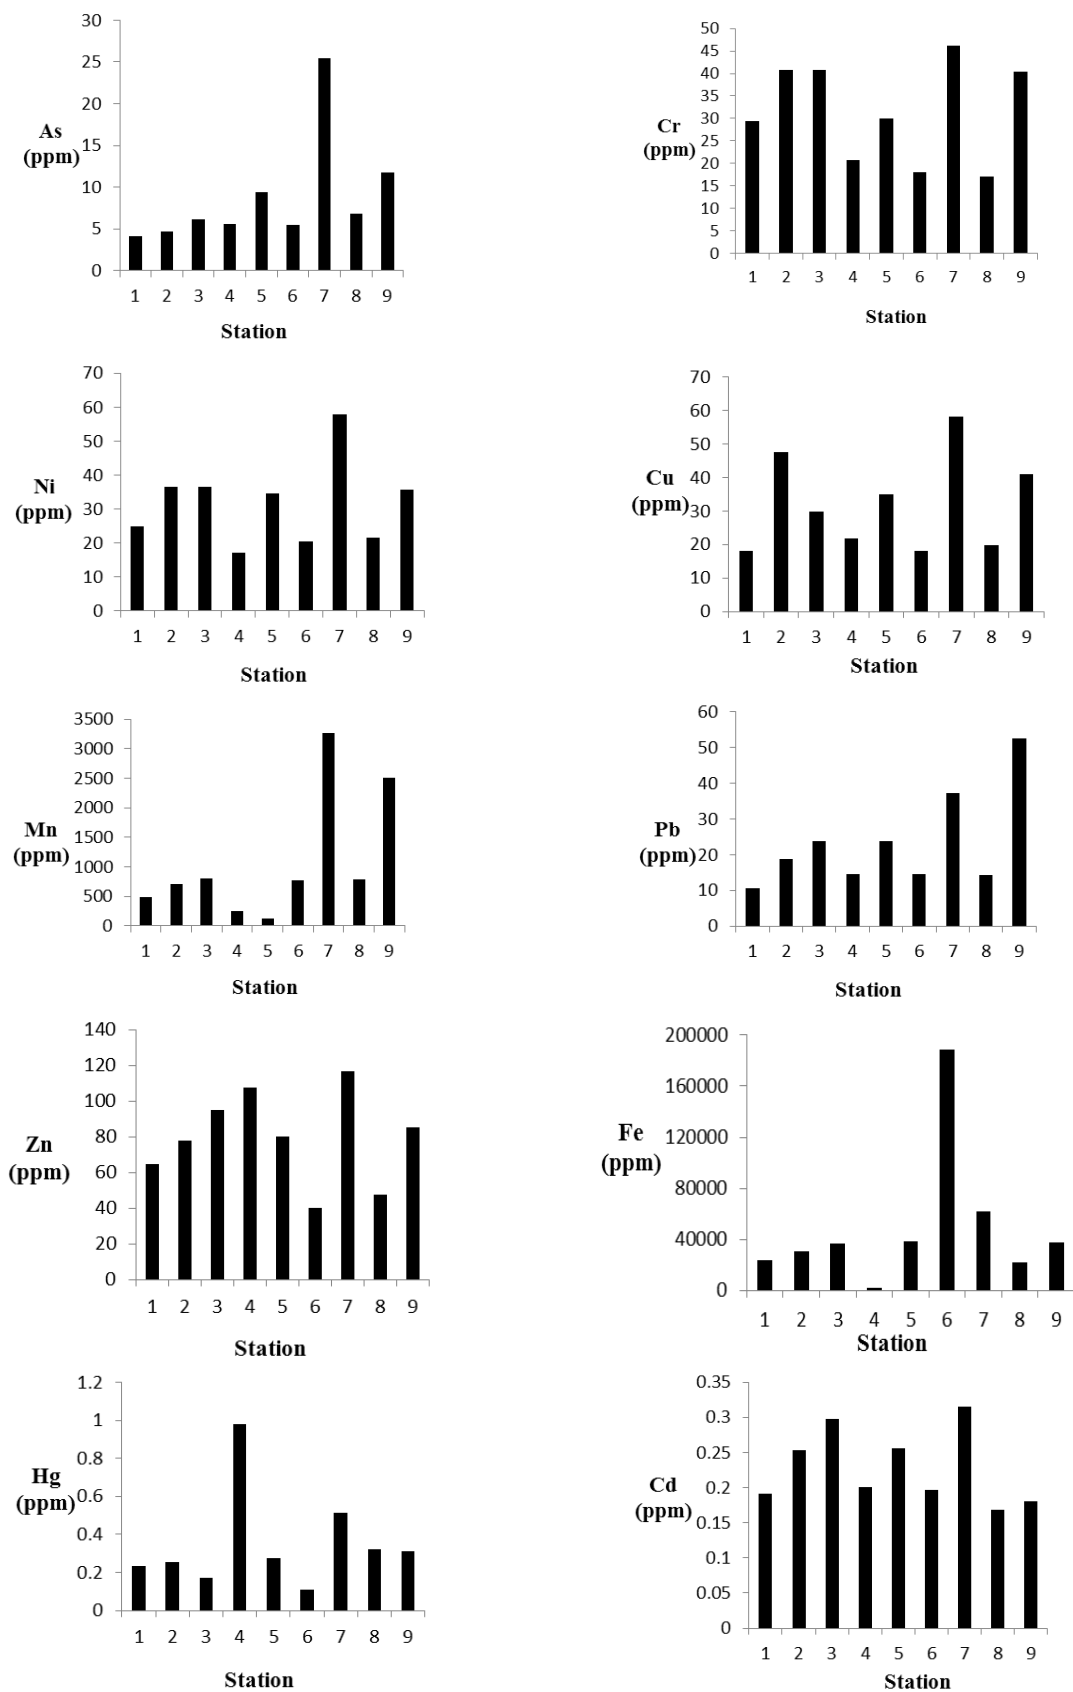 30
25
20
15
10
5
0
As
(ppm)
1 2 3 4 5 6 7 8 9
Station
50
45
40
35
30
25
20
15
10
5
0
Cr
(ppm)
1 2 3 4 5 6 7 8 9
Station
70
60
50
40
30
20
10
0
Ni
(ppm)
1 2 3 4 5 6 7 8 9
Station
70
60
50
40
30
20
10
0
Cu
(ppm)
1 2 3 4 5 6 7 8 9
Station
3500
3000
2500
2000
1500
1000
500
0
Mn
(ppm)
1 2 3 4 5 6 7 8 9
Station
60
50
40
30
20
10
0
Pb
(ppm)
1 2 3 4 5 6 7 8 9
Station
140
120
100
80
60
40
20
0
Zn
(ppm)
1 2 3 4 5 6 7 8 9
Station
200000
160000
120000
80000
40000
0
Fe
(ppm)
1 2 3 4 5 6 7 8 9
Station
1.2
1
0.8
0.6
0.4
0.2
0
Hg
(ppm)
1 2 3 4 5 6 7 8 9
Station
0.35
0.3
0.25
0.2
0.15
0.1
0.05
0
Cd
(ppm)
1 2 3 4 5 6 7 8 9
Station